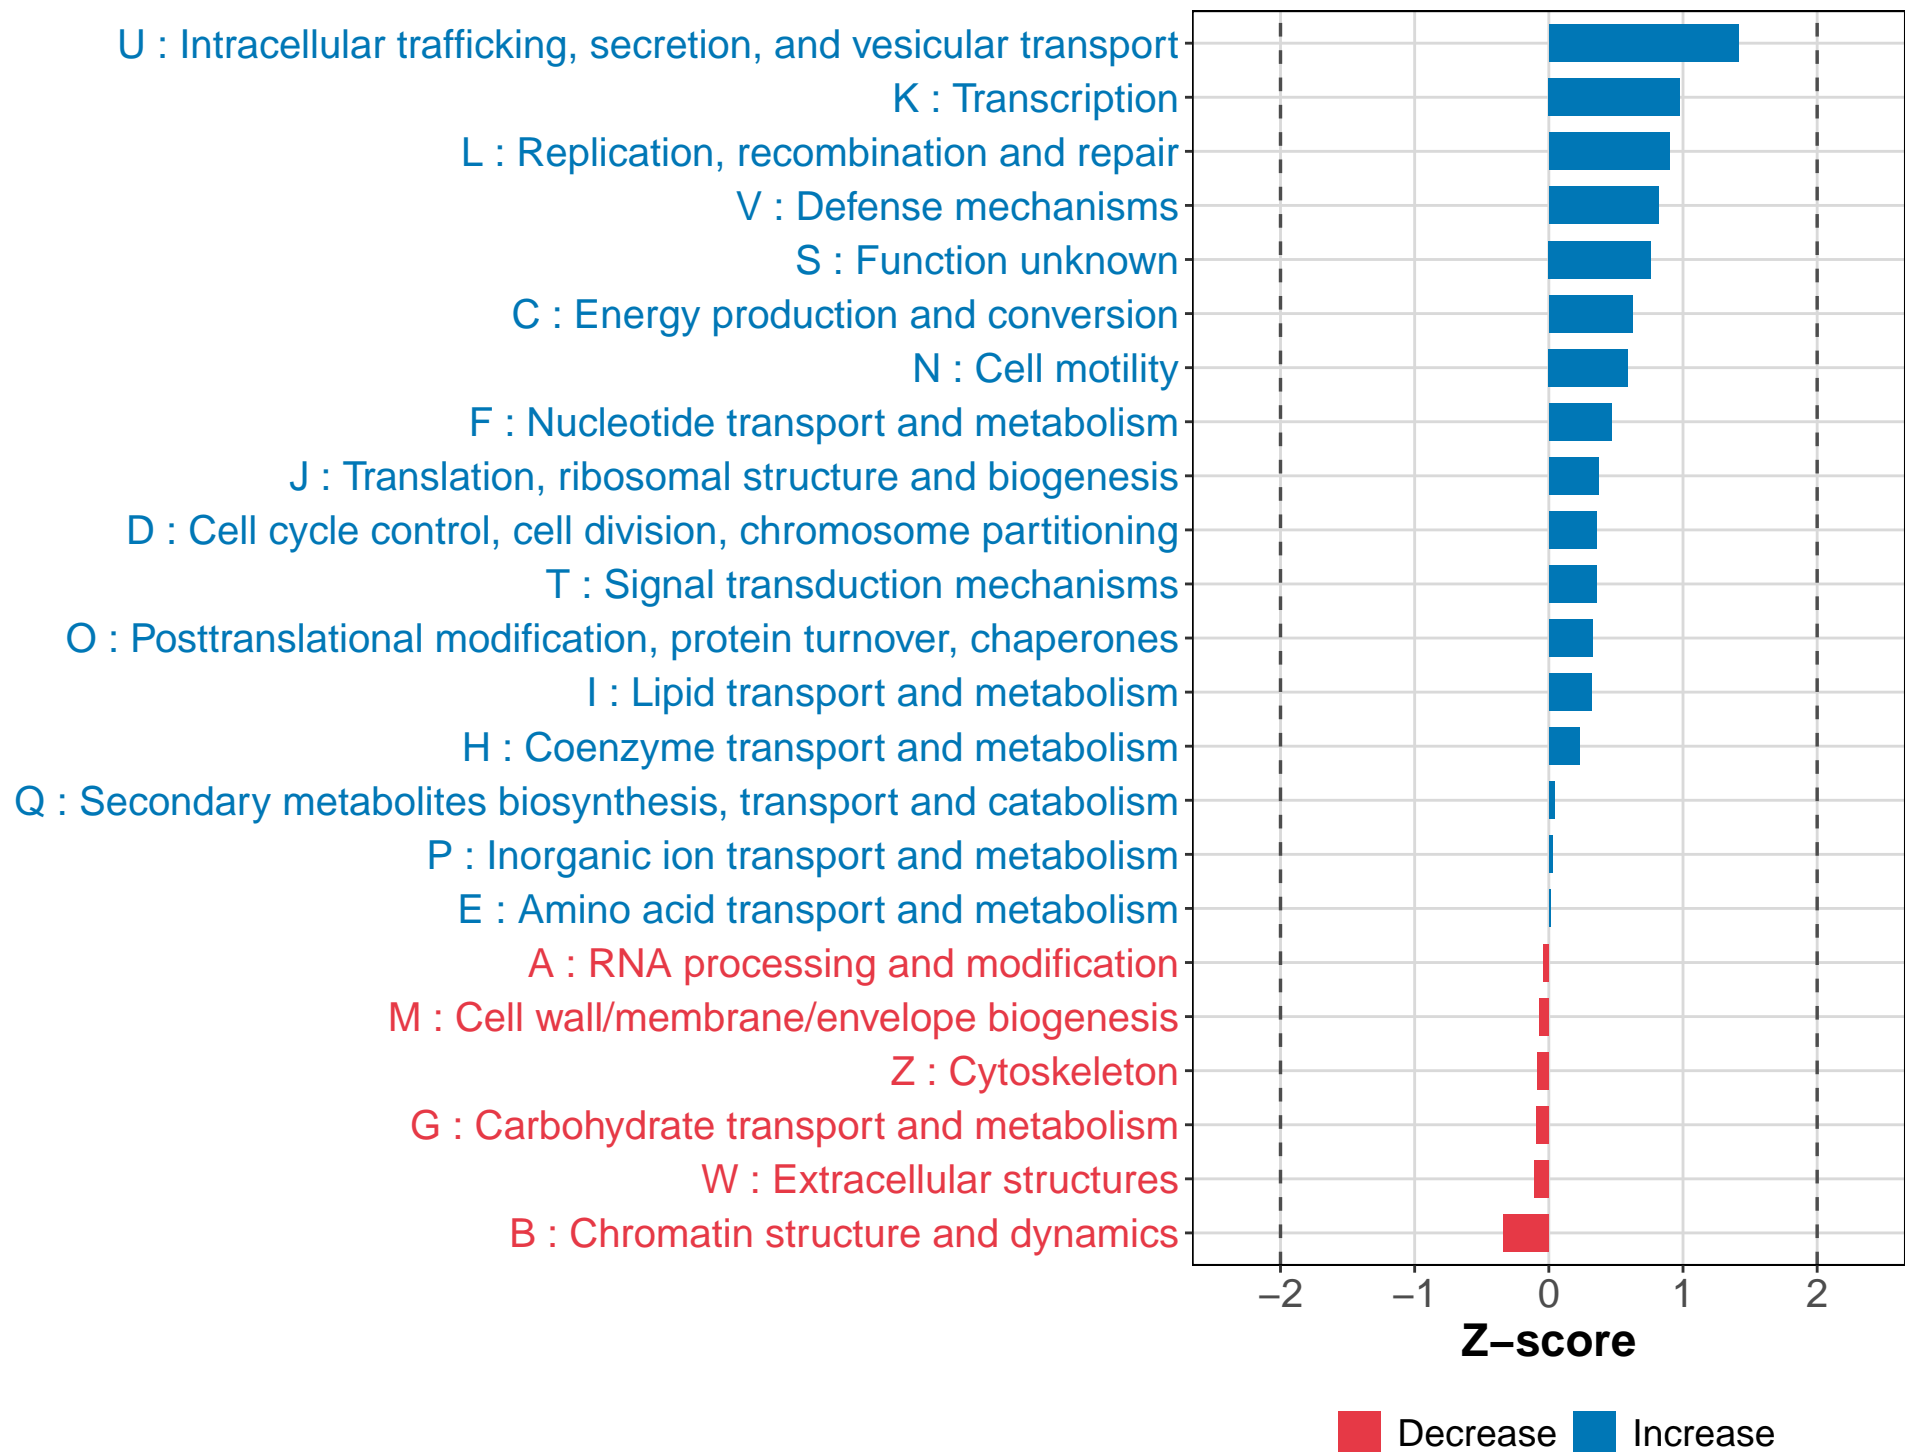 U : Intracellular trafficking, secretion, and vesicular transport
K : Transcription
L : Replication, recombination and repair
V : Defense mechanisms
S : Function unknown
C : Energy production and conversion
N : Cell motility
F : Nucleotide transport and metabolism
J : Translation, ribosomal structure and biogenesis
D : Cell cycle control, cell division, chromosome partitioning
T : Signal transduction mechanisms
O : Posttranslational modification, protein turnover, chaperones
I : Lipid transport and metabolism
H : Coenzyme transport and metabolism
Q : Secondary metabolites biosynthesis, transport and catabolism
P : Inorganic ion transport and metabolism
E : Amino acid transport and metabolism
A : RNA processing and modification
M : Cell wall/membrane/envelope biogenesis
Z : Cytoskeleton
G : Carbohydrate transport and metabolism
W : Extracellular structures
B : Chromatin structure and dynamics
−2 −1 0 1 2
Z−score
Decrease Increase